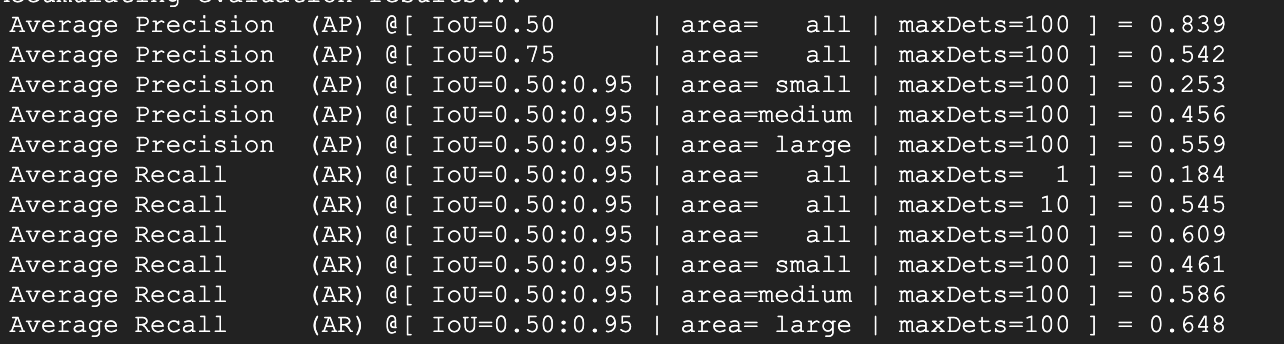 Accumulating evaluation results...
Average Precision  (AP) @[ IoU=0.50      | area=   all | maxDets=100 ] = 0.839
Average Precision  (AP) @[ IoU=0.75      | area=   all | maxDets=100 ] = 0.542
Average Precision  (AP) @[ IoU=0.50:0.95 | area= small | maxDets=100 ] = 0.253
Average Precision  (AP) @[ IoU=0.50:0.95 | area=medium | maxDets=100 ] = 0.456
Average Precision  (AP) @[ IoU=0.50:0.95 | area= large | maxDets=100 ] = 0.559
Average Recall     (AR) @[ IoU=0.50:0.95 | area=   all | maxDets=  1 ] = 0.184
Average Recall     (AR) @[ IoU=0.50:0.95 | area=   all | maxDets= 10 ] = 0.545
Average Recall     (AR) @[ IoU=0.50:0.95 | area=   all | maxDets=100 ] = 0.609
Average Recall     (AR) @[ IoU=0.50:0.95 | area= small | maxDets=100 ] = 0.461
Average Recall     (AR) @[ IoU=0.50:0.95 | area=medium | maxDets=100 ] = 0.586
Average Recall     (AR) @[ IoU=0.50:0.95 | area= large | maxDets=100 ] = 0.648